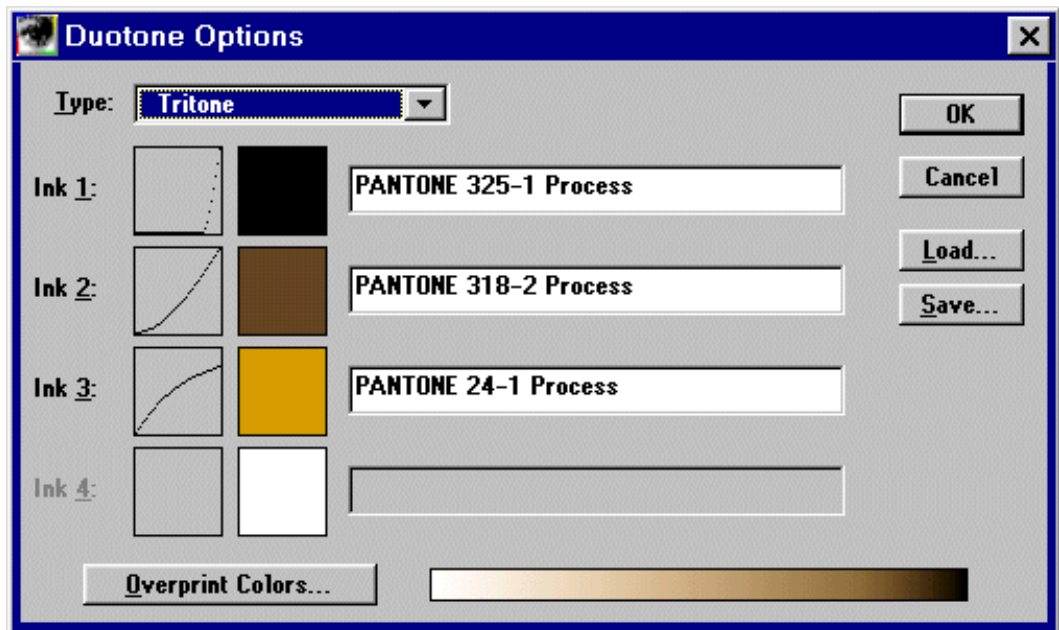 Duotone Options
Type: Tritone
OK
Ink 1: PANTONE 325-1 Process
Cancel
Ink 2: PANTONE 318-2 Process
Load...
Save...
Ink 3: PANTONE 24-1 Process
Ink 4:
Overprint Colors...